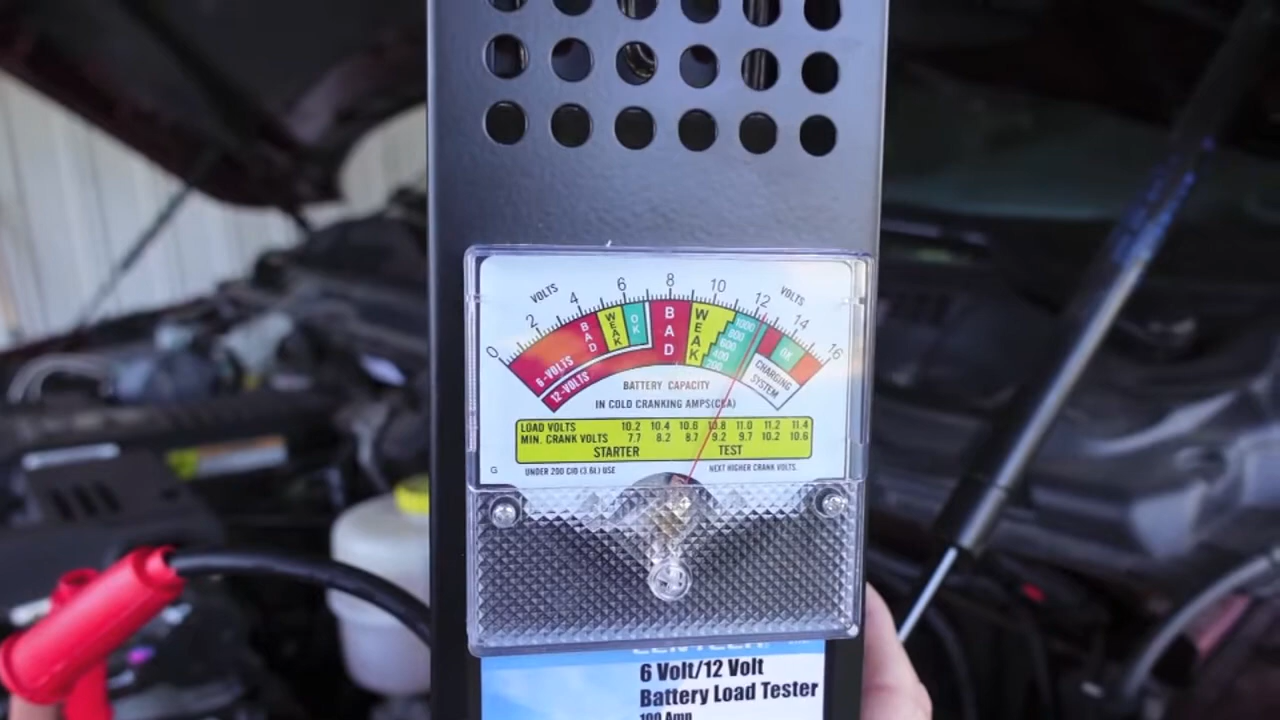 VOLTS VOLTS
0 2 4 6 8 10 12 14 16
BAD WEAK OK BAD WEAK 1000 800 600 400 200 OK
6-VOLTS
12-VOLTS
CHARGING
SYSTEM
BATTERY CAPACITY
IN COLD CRANKING AMPS(CCA)
LOAD VOLTS 10.2 10.4 10.6 10.8 11.0 11.2 11.4
MIN. CRANK VOLTS 7.7 8.2 8.7 9.2 9.7 10.2 10.6
STARTER TEST
G UNDER 200 CID (3.6L) USE NEXT HIGHER CRANK VOLTS.
6 Volt/12 Volt
Battery Load Tester
100 Amp